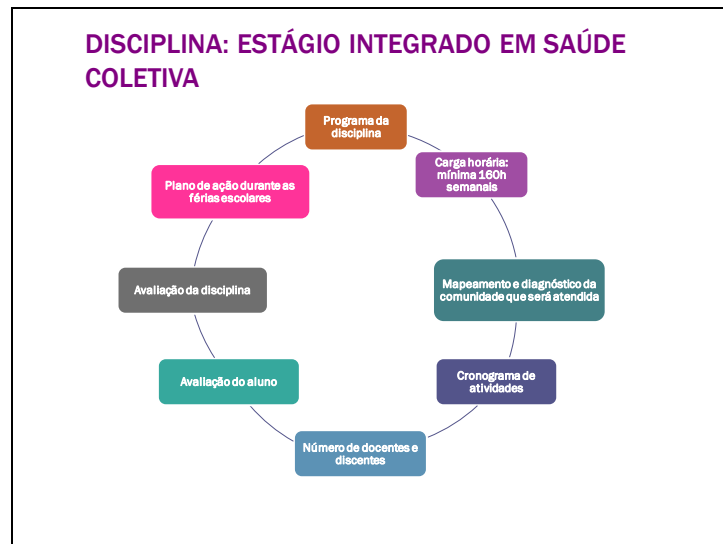 DISCIPLINA: ESTÁGIO INTEGRADO EM SAÚDE
COLETIVA
Programa da
disciplina
Carga horária:
mínima 160h
semanais
Mapeamento e diagnóstico da
comunidade que será atendida
Cronograma de
atividades
Número de docentes e
discentes
Avaliação do aluno
Avaliação da disciplina
Plano de ação durante as
férias escolares